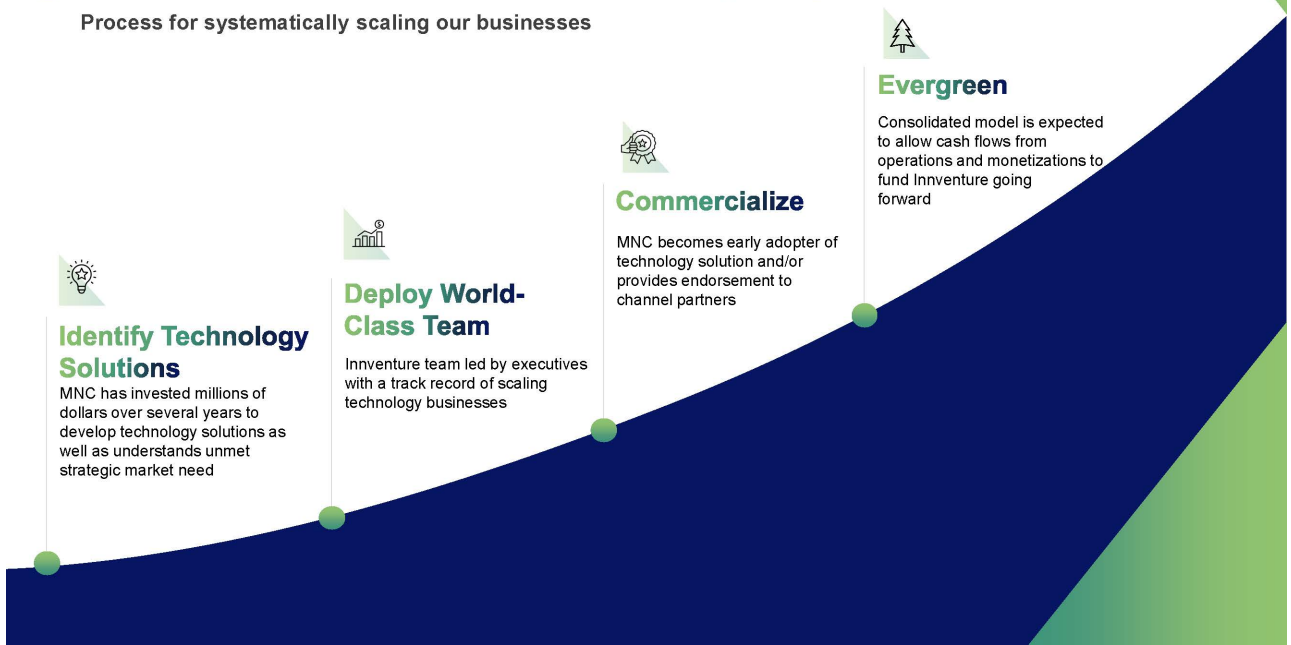 Process for systematically scaling our businesses
Identify Technology
Solutions
MNC has invested millions of
dollars over several years to
develop technology solutions as
well as understands unmet
strategic market need
Deploy World-
Class Team
Innventure team led by executives
with a track record of scaling
technology businesses
Commercialize
MNC becomes early adopter of
technology solution and/or
provides endorsement to
channel partners
Evergreen
Consolidated model is expected
to allow cash flows from
operations and monetizations to
fund Innventure going
forward